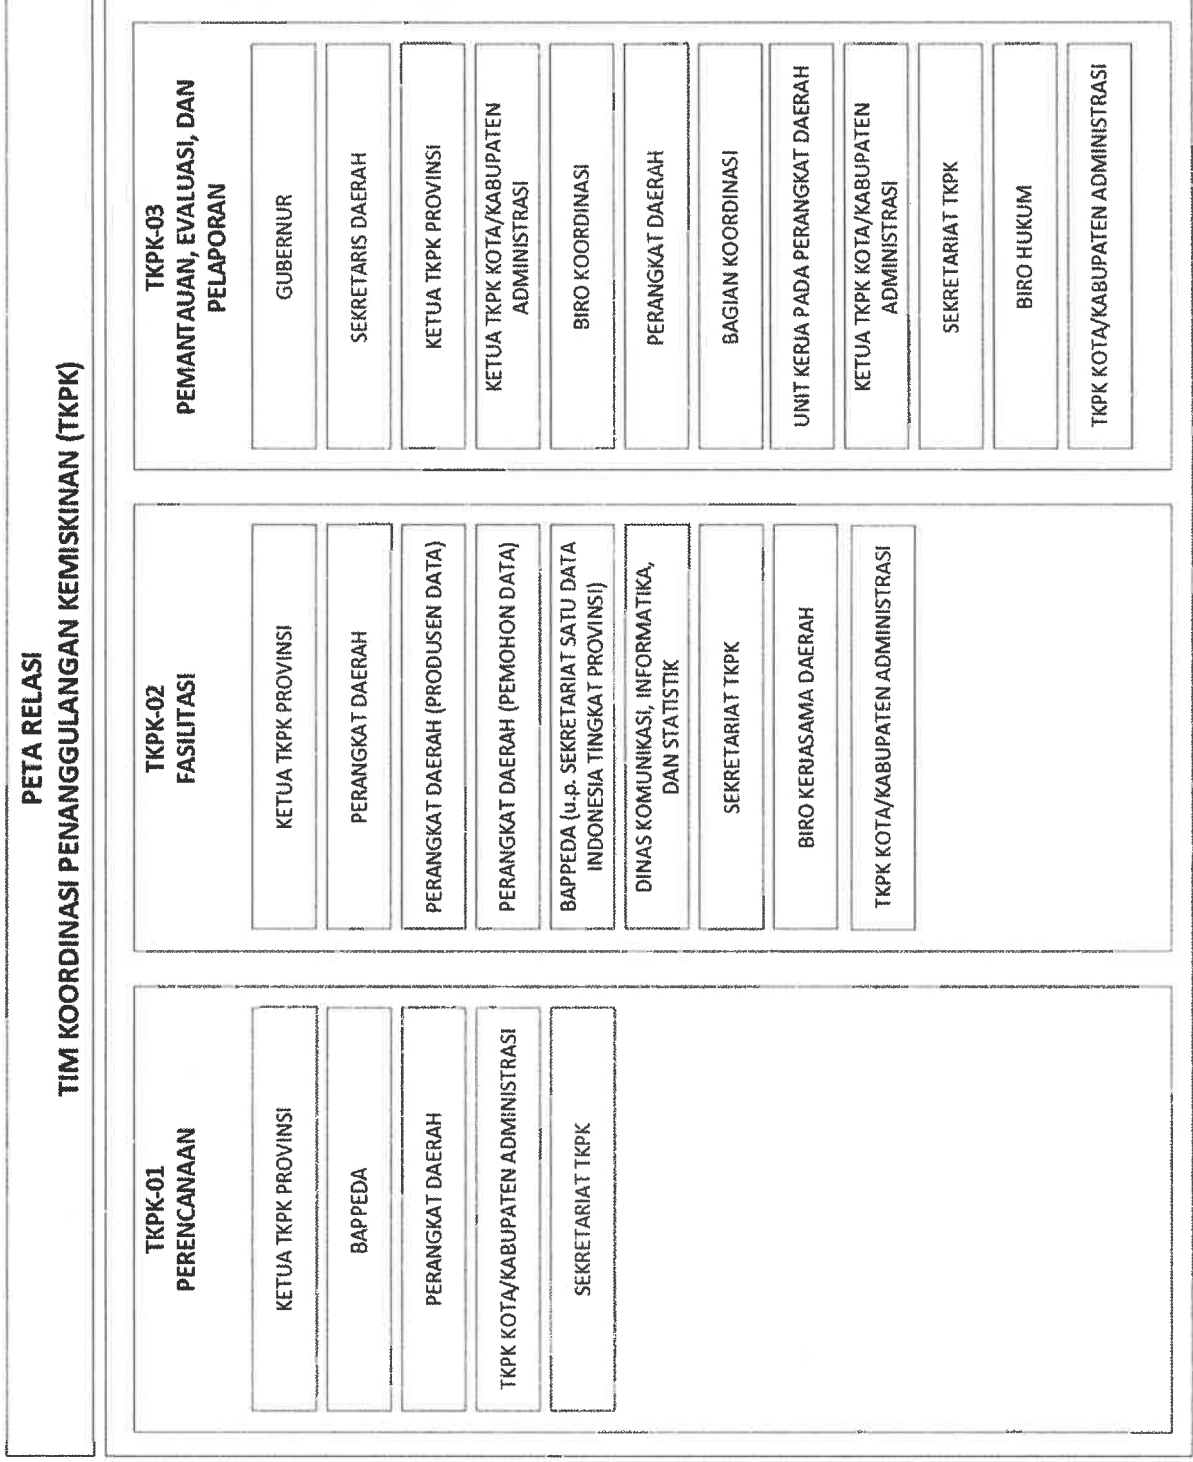 PETA RELASI
TIM KOORDINASI PENANGGULANGAN KEMISKINAN (TKPK)
TKPK-01
PERENCANAAN
KETUA TKPK PROVINSI
BAPPEDA
PERANGKAT DAERAH
TKPK KOTA/KABUPATEN ADMINISTRASI
SEKRETARIAT TKPK
TKPK-02
FASILITASI
KETUA TKPK PROVINSI
PERANGKAT DAERAH
PERANGKAT DAERAH (PRODUSEN DATA)
PERANGKAT DAERAH (PEMOHON DATA)
BAPPEDA (u.p. SEKRETARIAT SATU DATA
INDONESIA TINGKAT PROVINSI)
DINAS KOMUNIKASI, INFORMATIKA,
DAN STATISTIK
SEKRETARIAT TKPK
BIRO KERJASAMA DAERAH
TKPK KOTA/KABUPATEN ADMINISTRASI
TKPK-03
PEMANTAUAN, EVALUASI, DAN
PELAPORAN
GUBERNUR
SEKRETARIS DAERAH
KETUA TKPK PROVINSI
KETUA TKPK KOTA/KABUPATEN
ADMINISTRASI
BIRO KOORDINASI
PERANGKAT DAERAH
BAGIAN KOORDINASI
UNIT KERJA PADA PERANGKAT DAERAH
KETUA TKPK KOTA/KABUPATEN
ADMINISTRASI
SEKRETARIAT TKPK
BIRO HUKUM
TKPK KOTA/KABUPATEN ADMINISTRASI